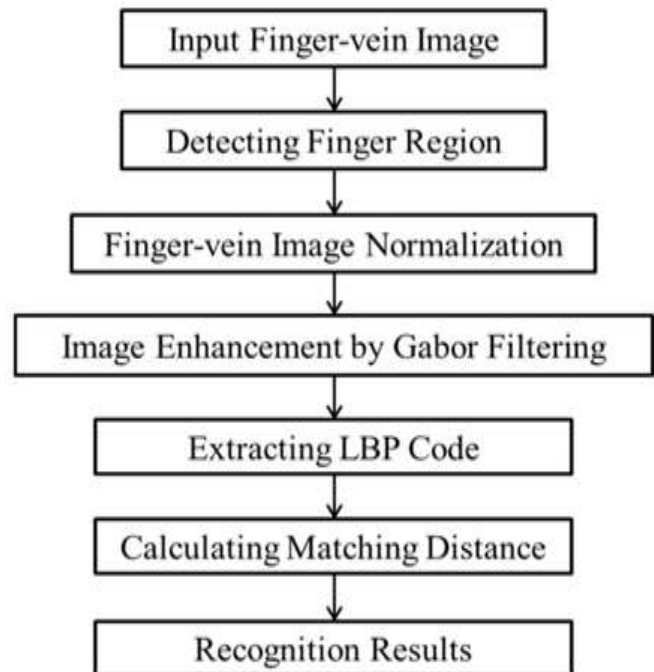 Input Finger-vein Image
Detecting Finger Region
Finger-vein Image Normalization
Image Enhancement by Gabor Filtering
Extracting LBP Code
Calculating Matching Distance
Recognition Results